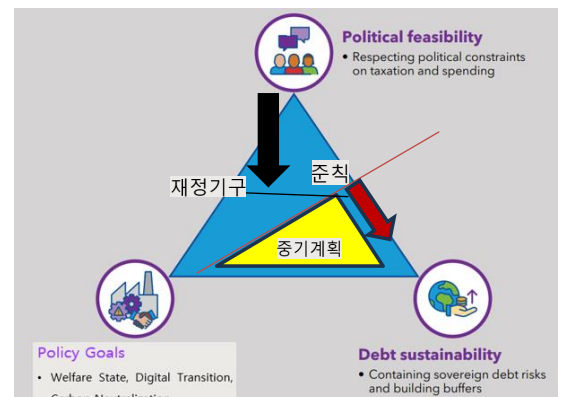 Political feasibility
• Respecting political constraints
on taxation and spending
준칙
재정기구
중기계획
Policy Goals
• Welfare State, Digital Transition,
Debt sustainability
• Containing sovereign debt risks
and building buffers